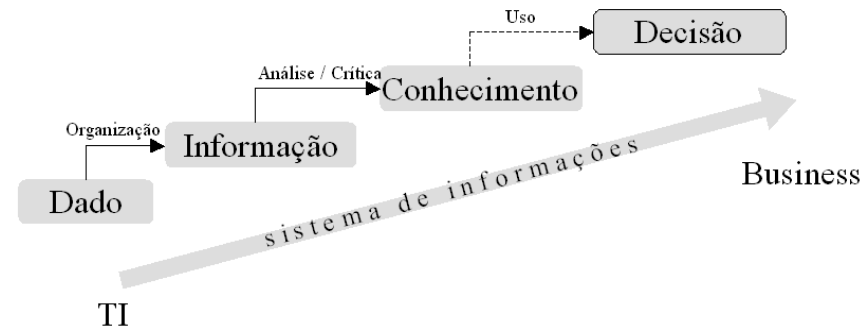 Uso
Decisão
Análise / Crítica
Conhecimento
Organização
Informação
Dado
sistema de informações
Business
TI